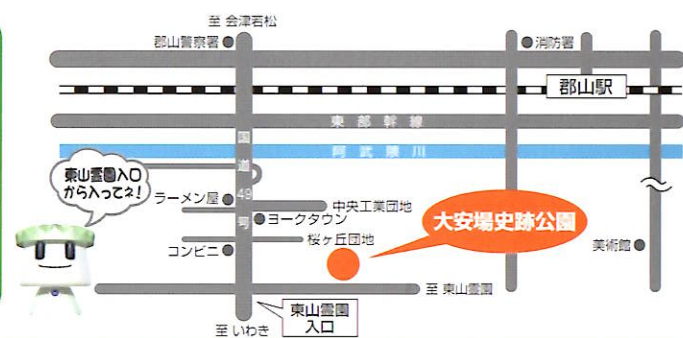 至 会津若松
郡山警察署
消防署
郡山駅
東部幹線
阿武隈川
国道49号
東山霊園入口
から入ってネ!
ラーメン屋
中央工業団地
ヨークタウン
大安場史跡公園
桜ヶ丘団地
コンビニ
美術館
至 東山霊園
東山霊園
入口
至 いわき